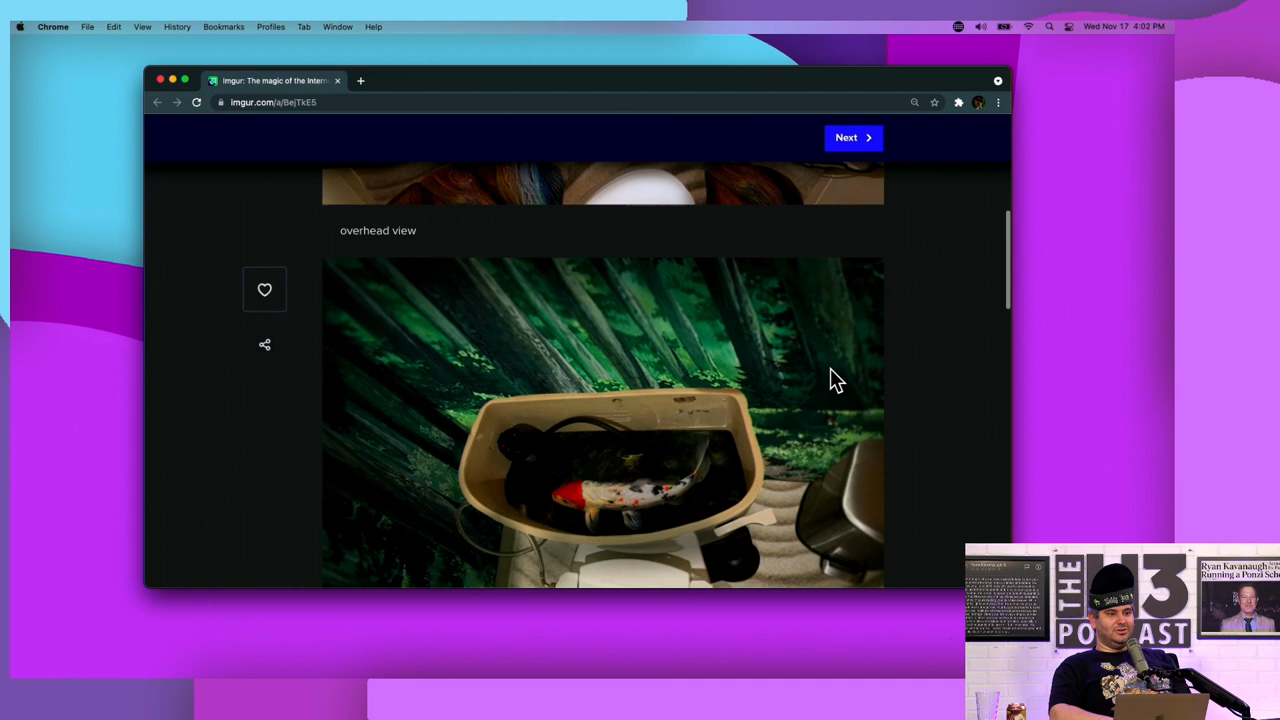 Chrome File Edit View History Bookmarks Profiles Tab Window Help Wed Nov 17 4:02 PM
Imgur: The magic of the Intern
imgur.com/a/BejTkE5
Next
overhead view
THE
H3
PODCAST
Ryan Kavanaugh
Running a Ponzi Sche